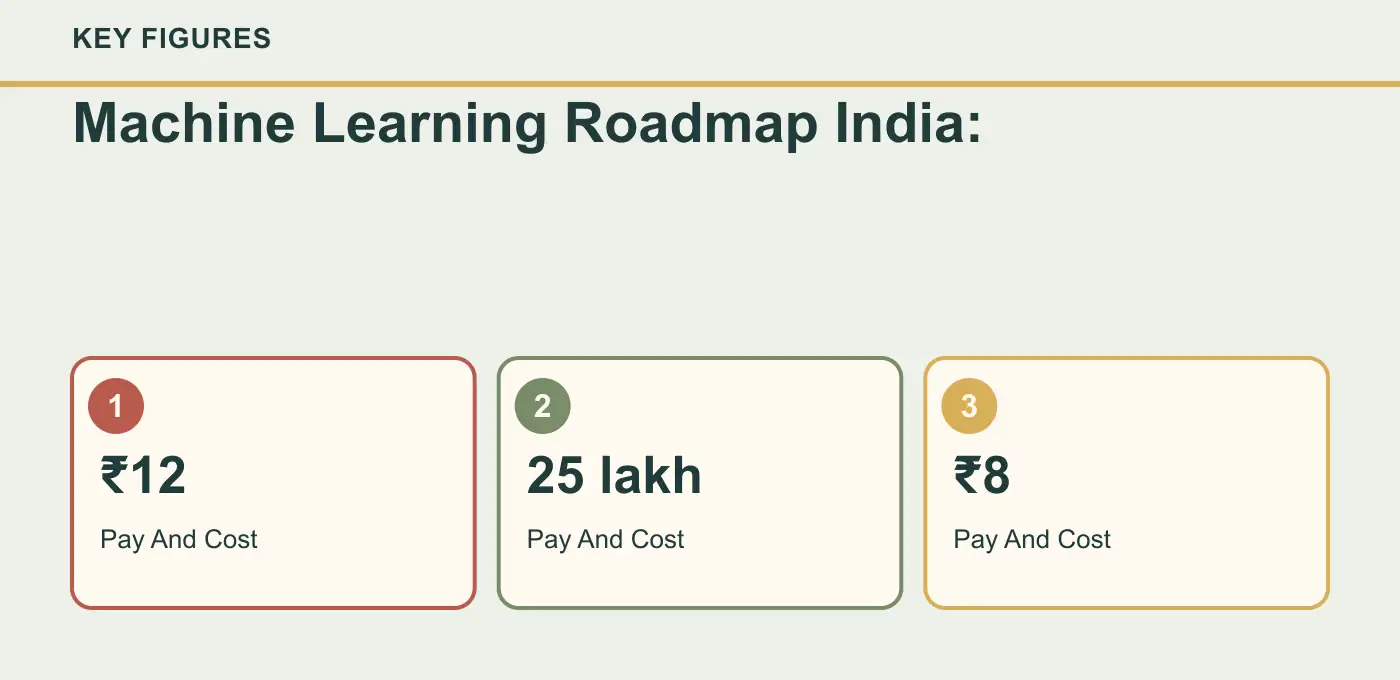 KEY FIGURES
Machine Learning Roadmap India:
1
₹12
Pay And Cost
2
25 lakh
Pay And Cost
3
₹8
Pay And Cost